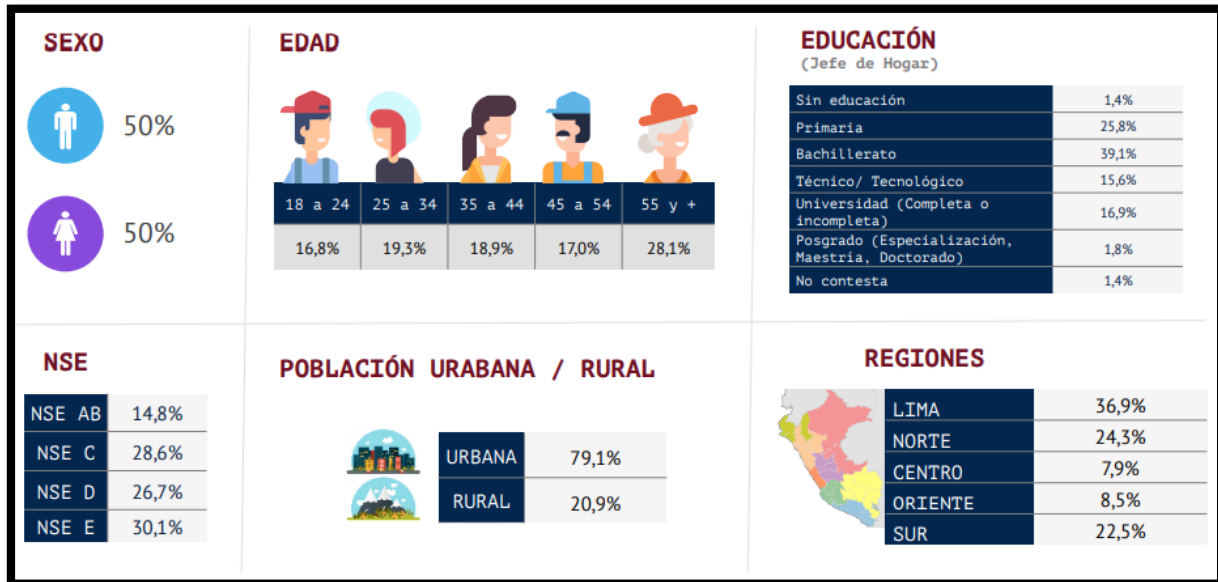 SEXO
50%
50%
EDAD
18 a 24 25 a 34 35 a 44 45 a 54 55 y +
16,8% 19,3% 18,9% 17,0% 28,1%
EDUCACIÓN
(Jefe de Hogar)
Sin educación 1,4%
Primaria 25,8%
Bachillerato 39,1%
Técnico/ Tecnológico 15,6%
Universidad (Completa o
incompleta) 16,9%
Posgrado (Especialización,
Maestría, Doctorado) 1,8%
No contesta 1,4%
NSE
NSE AB 14,8%
NSE C 28,6%
NSE D 26,7%
NSE E 30,1%
POBLACIÓN URABANA / RURAL
URBANA 79,1%
RURAL 20,9%
REGIONES
LIMA 36,9%
NORTE 24,3%
CENTRO 7,9%
ORIENTE 8,5%
SUR 22,5%